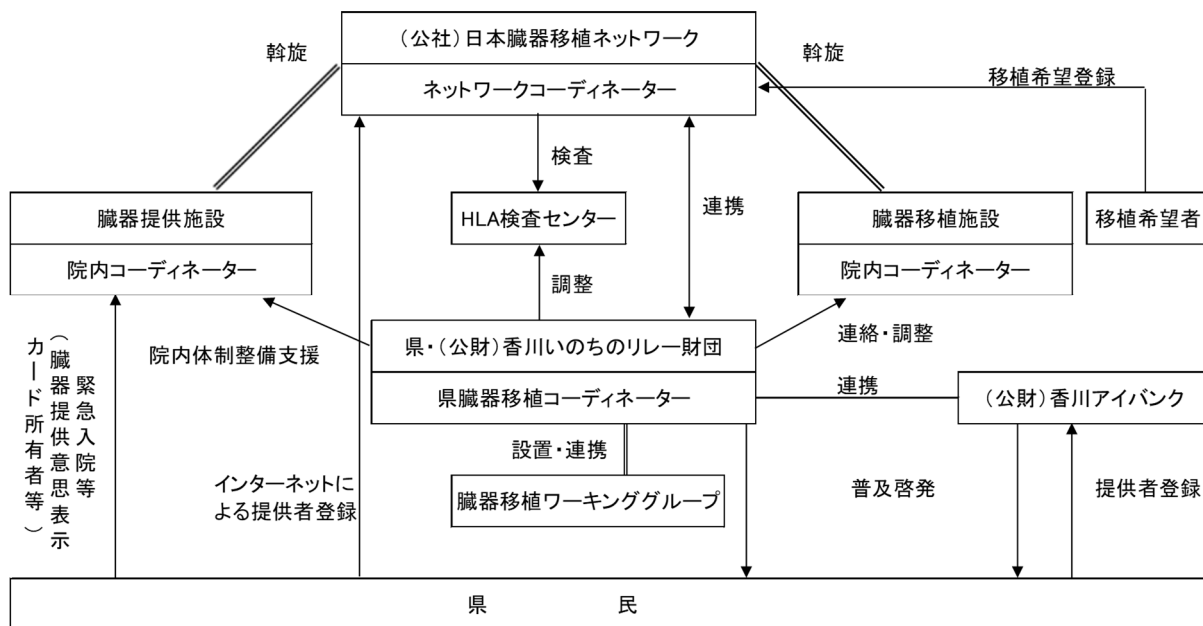 (公社)日本臓器移植ネットワーク
斡旋
斡旋
ネットワークコーディネーター
移植希望登録
検査
連携
臓器提供施設
院内コーディネーター
HLA検査センター
臓器移植施設
院内コーディネーター
移植希望者
調整
院内体制整備支援
県・(公財)香川いのちのリレー財団
県臓器移植コーディネーター
連絡・調整
連携
(公財)香川アイバンク
緊急入院等
(臓器提供意思表示
カード所有者等)
設置・連携
臓器移植ワーキンググループ
インターネットに
よる提供者登録
普及啓発
提供者登録
県 民